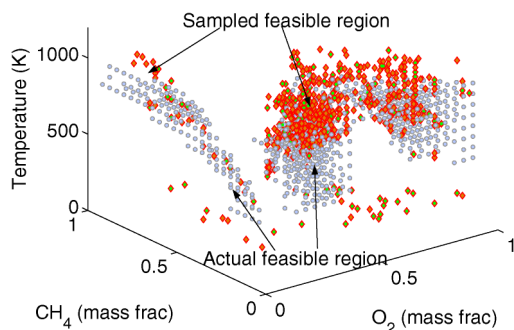 Sampled feasible region
1000
500
0
Temperature (K)
1
0.5
0
CH4 (mass frac)
Actual feasible region
0
0.5
1
O2 (mass frac)